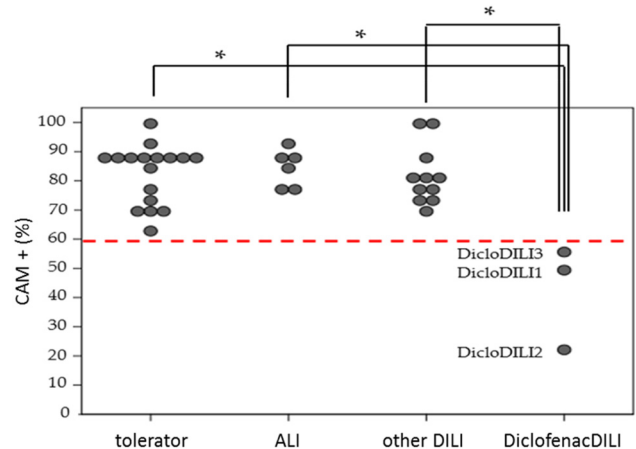 *
*
*
CAM + (%)
100
90
80
70
60
50
40
30
20
10
0
DicloDILI3
DicloDILI1
DicloDILI2
tolerator ALI other DILI DiclofenacDILI